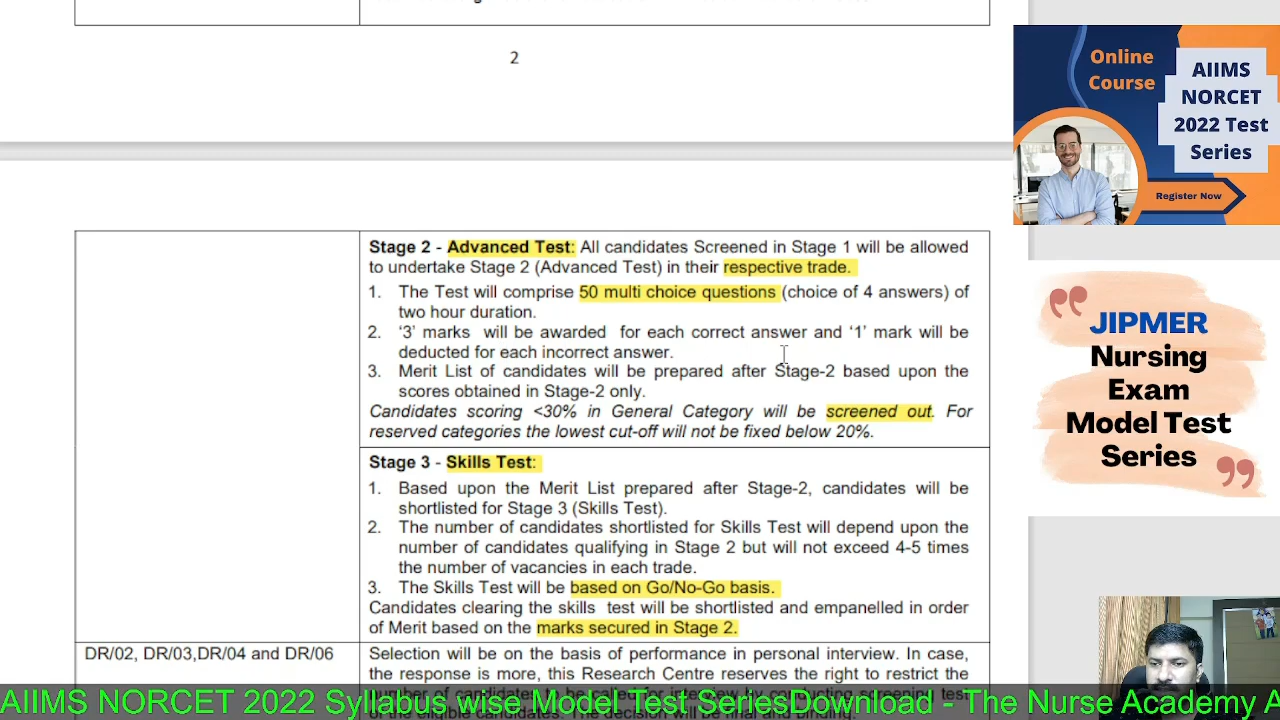 2
Online
Course
AIIMS
NORCET
2022 Test
Series
Register Now
Stage 2 - Advanced Test: All candidates Screened in Stage 1 will be allowed
to undertake Stage 2 (Advanced Test) in their respective trade.
1. The Test will comprise 50 multi choice questions (choice of 4 answers) of
two hour duration.
2. ‘3’ marks will be awarded for each correct answer and ‘1’ mark will be
deducted for each incorrect answer.
3. Merit List of candidates will be prepared after Stage-2 based upon the
scores obtained in Stage-2 only.
Candidates scoring <30% in General Category will be screened out. For
reserved categories the lowest cut-off will not be fixed below 20%.
Stage 3 - Skills Test:
1. Based upon the Merit List prepared after Stage-2, candidates will be
shortlisted for Stage 3 (Skills Test).
2. The number of candidates shortlisted for Skills Test will depend upon the
number of candidates qualifying in Stage 2 but will not exceed 4-5 times
the number of vacancies in each trade.
3. The Skills Test will be based on Go/No-Go basis.
Candidates clearing the skills test will be shortlisted and empanelled in order
of Merit based on the marks secured in Stage 2.
DR/02, DR/03,DR/04 and DR/06
Selection will be on the basis of performance in personal interview. In case,
the response is more, this Research Centre reserves the right to restrict the
JIPMER
Nursing
Exam
Model Test
Series
AIIMS NORCET 2022 Syllabus wise Model Test SeriesDownload - The Nurse Academy A